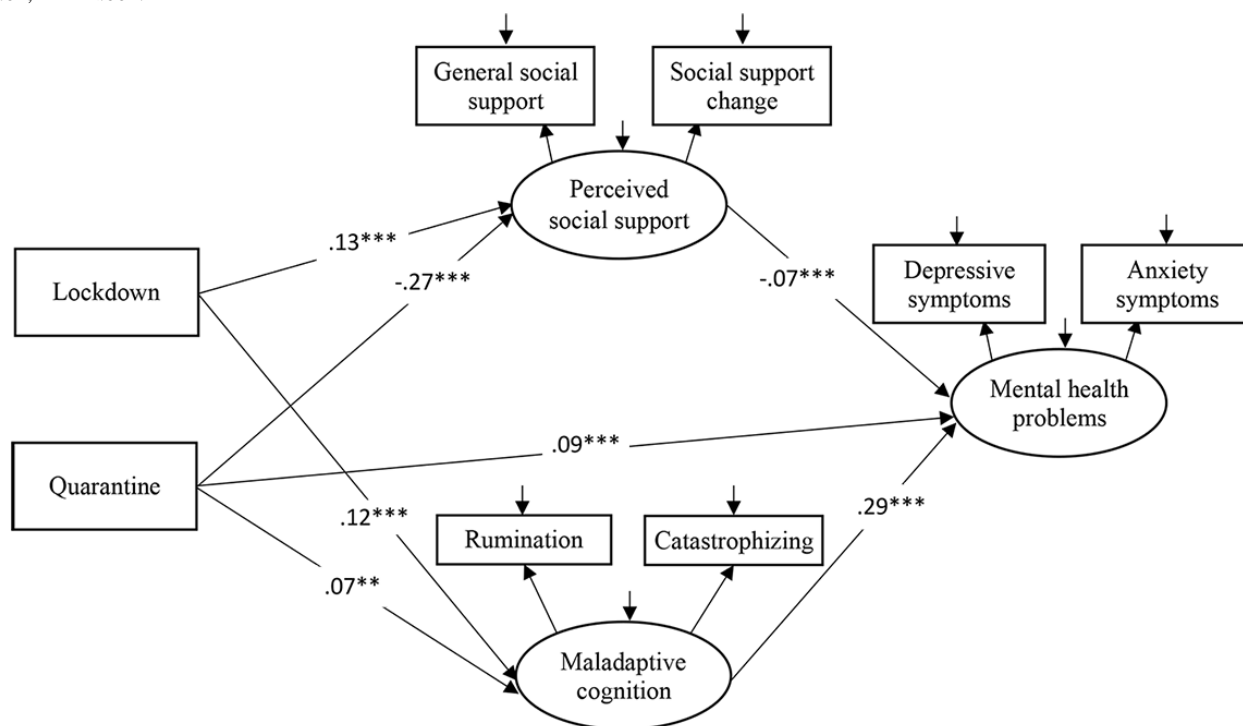 General social
support
Social support
change
Perceived
social support
.13***
-.27***
Lockdown
-.07***
Depressive
symptoms
Anxiety
symptoms
Mental health
problems
.09***
Quarantine
.12***
.29***
Rumination
Catastrophizing
.07**
Maladaptive
cognition